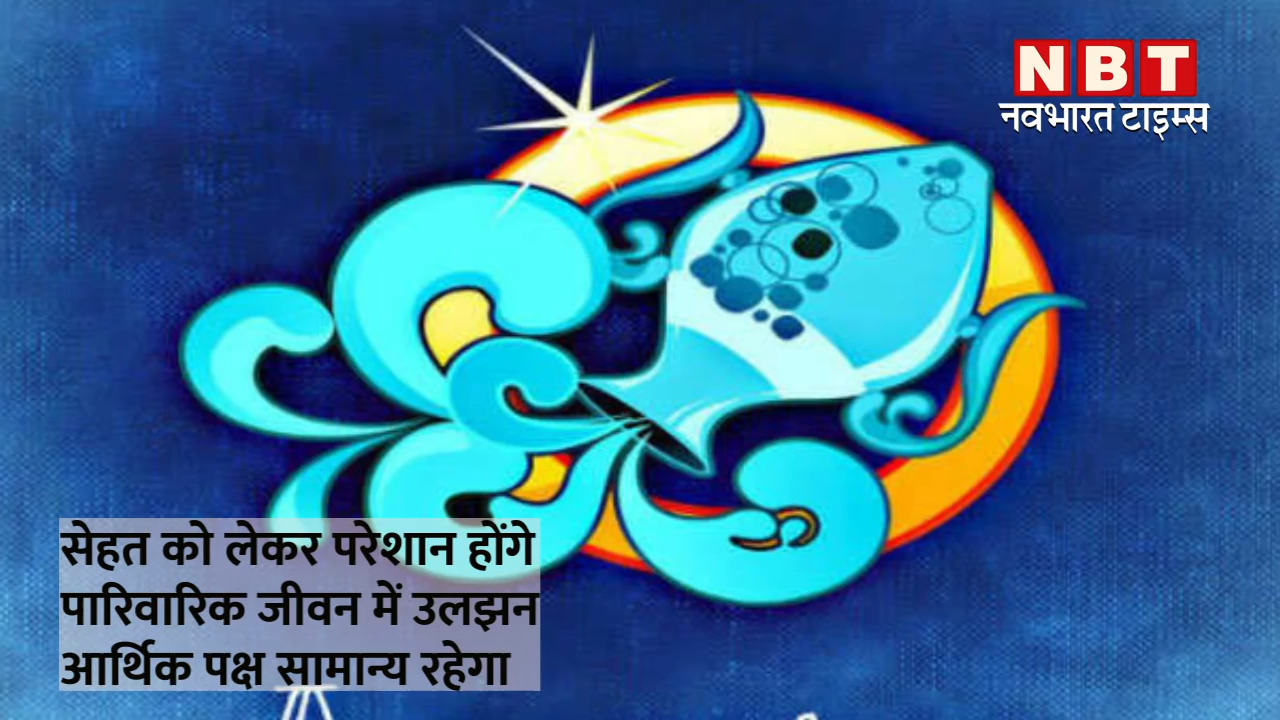 NBT
नवभारत टाइम्स
सेहत को लेकर परेशान होंगे
पारिवारिक जीवन में उलझन
आर्थिक पक्ष सामान्य रहेगा